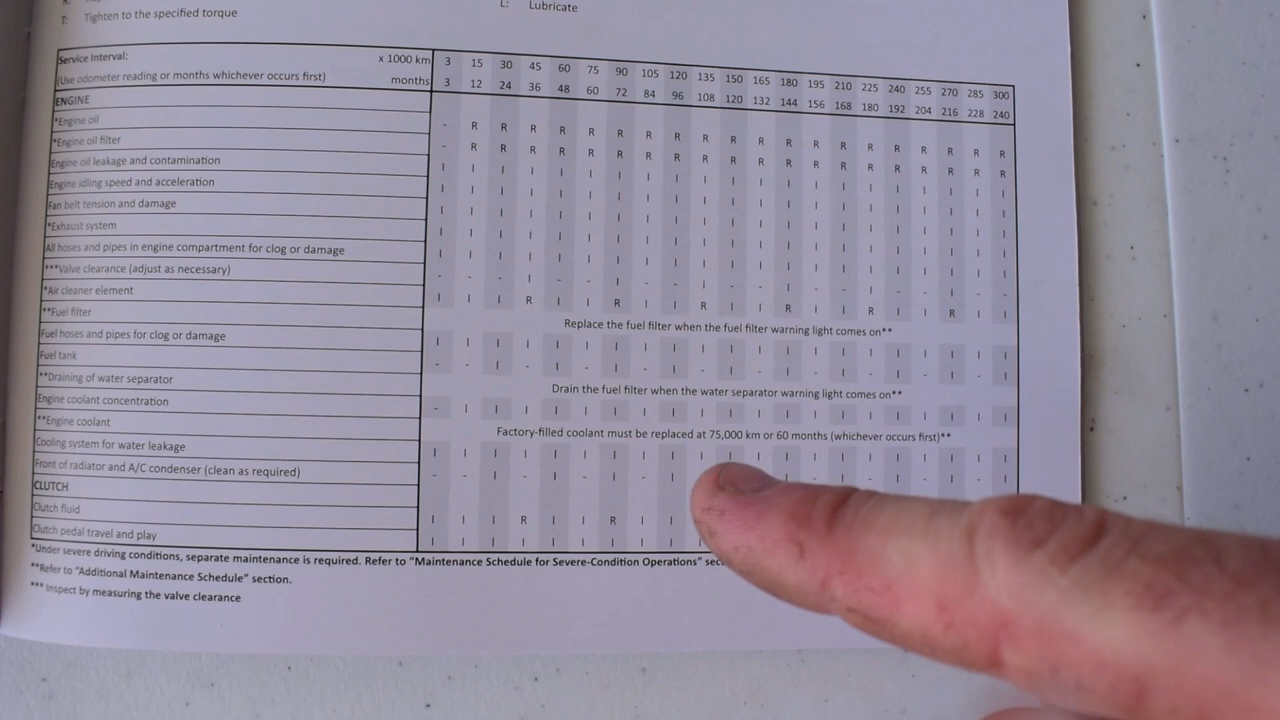 T: Tighten to the specified torque
L: Lubricate
Service Interval: x 1000 km 3 15 30 45 60 75 90 105 120 135 150 165 180 195 210 225 240 255 270 285 300
(Use odometer reading or months whichever occurs first) months 3 12 24 36 48 60 72 84 96 108 120 132 144 156 168 180 192 204 216 228 240
ENGINE
*Engine oil - R R R R R R R R R R R R R R R R R R R R
*Engine oil filter - R R R R R R R R R R R R R R R R R R R R
Engine oil leakage and contamination I I I I I I I I I I I I I I I I I I I I I
Engine idling speed and acceleration I I I I I I I I I I I I I I I I I I I I I
Fan belt tension and damage I I I I I I I I I I I I I I I I I I I I I
*Exhaust system I I I I I I I I I I I I I I I I I I I I I
All hoses and pipes in engine compartment for clog or damage I I I I I I I I I I I I I I I I I I I I I
***Valve clearance (adjust as necessary) - - - I - - I - - I - - I - - I - - I - -
*Air cleaner element I I I R I I R I I R I I R I I R I I R I I
**Fuel filter Replace the fuel filter when the fuel filter warning light comes on**
Fuel hoses and pipes for clog or damage I I I I I I I I I I I I I I I I I I I I I
Fuel tank - - I - I - I - I - I - I - I - I - I - I
**Draining of water separator Drain the fuel filter when the water separator warning light comes on**
Engine coolant concentration - I I I I I I I I I I I I I I I I I I I I
**Engine coolant Factory-filled coolant must be replaced at 75,000 km or 60 months (whichever occurs first)**
Cooling system for water leakage I I I I I I I I I I I I I I I I I I I I I
Front of radiator and A/C condenser (clean as required) - - I - I - I - I I - I - I - I - I
CLUTCH
Clutch fluid I I I R I I R I I
Clutch pedal travel and play I I I I I I I I I I
*Under severe driving conditions, separate maintenance is required. Refer to "Maintenance Schedule for Severe-Condition Operations"
**Refer to "Additional Maintenance Schedule" section.
*** Inspect by measuring the valve clearance